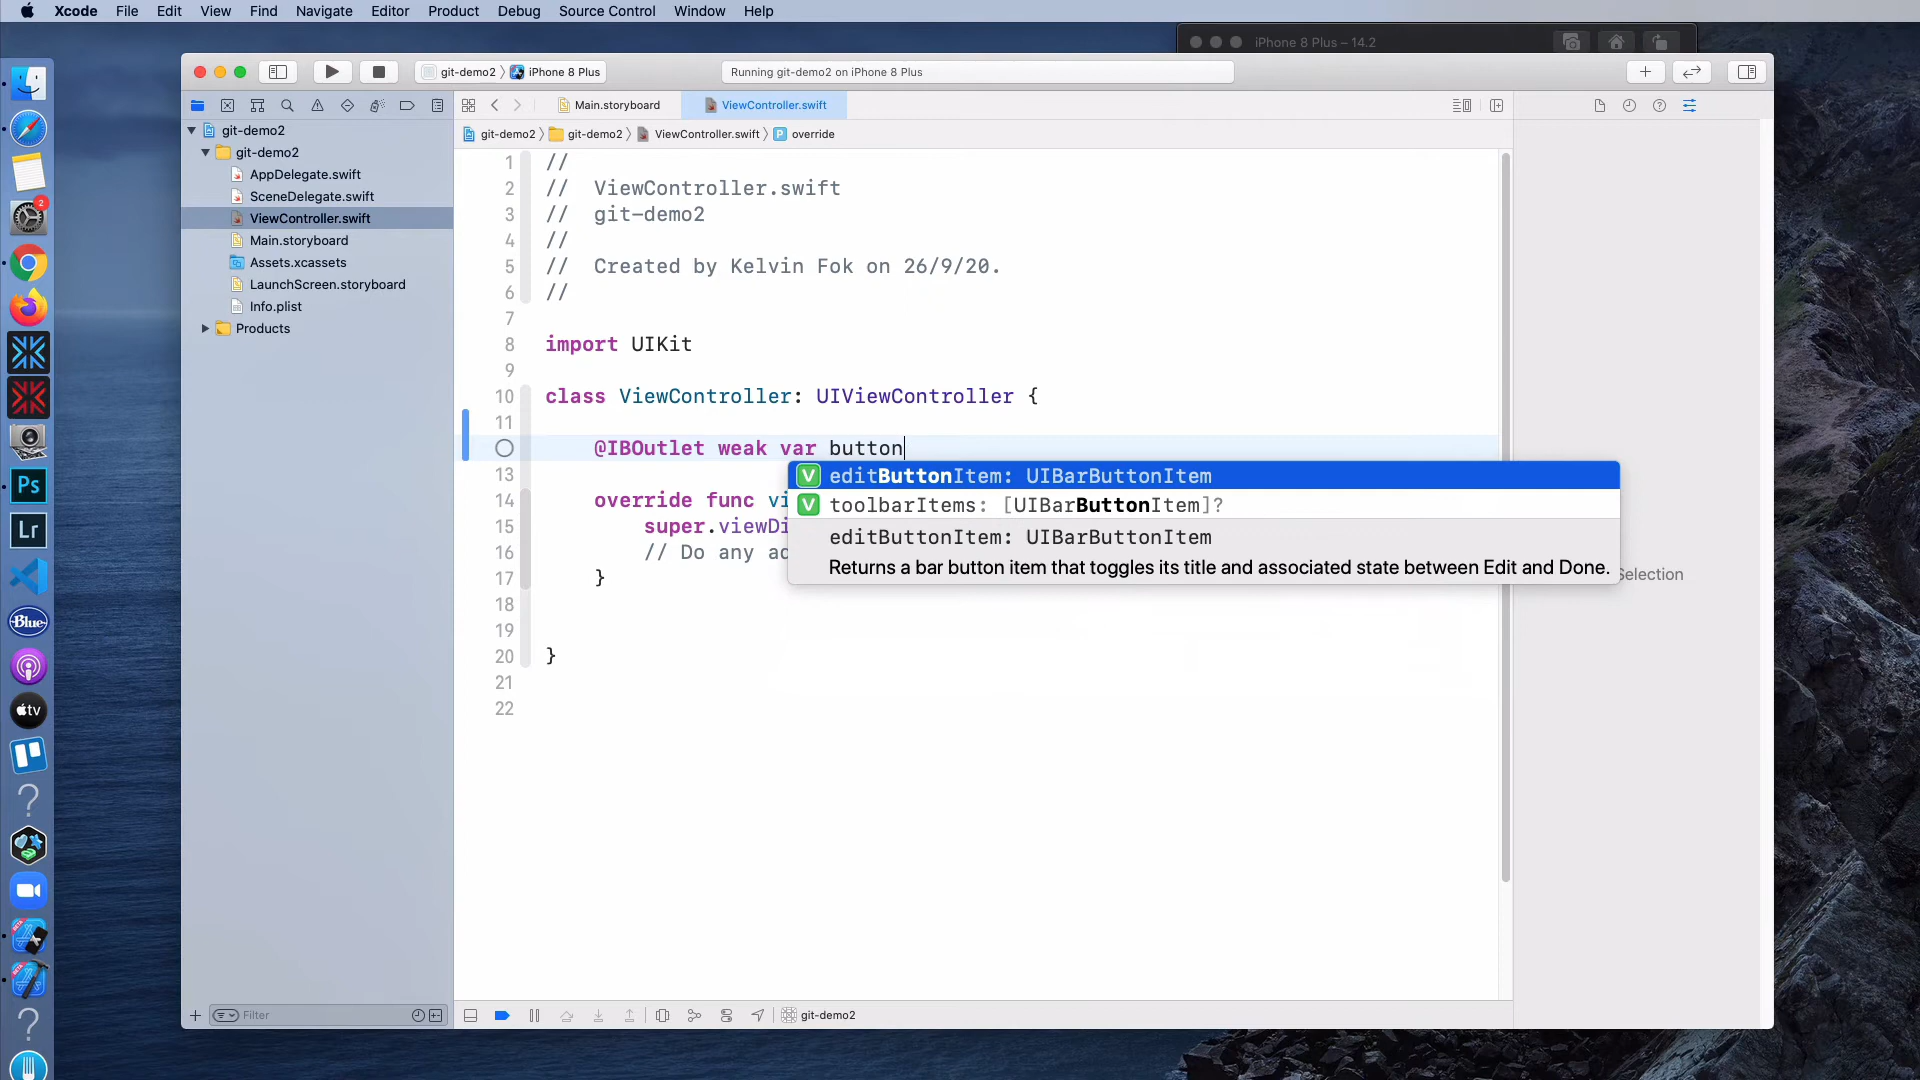 Xcode File Edit View Find Navigate Editor Product Debug Source Control Window Help
iPhone 8 Plus – 14.2
git-demo2 iPhone 8 Plus
Running git-demo2 on iPhone 8 Plus
Main.storyboard
ViewController.swift
git-demo2 git-demo2 ViewController.swift P override
git-demo2
git-demo2
AppDelegate.swift
SceneDelegate.swift
ViewController.swift
Main.storyboard
Assets.xcassets
LaunchScreen.storyboard
Info.plist
Products
1 //
2 // ViewController.swift
3 // git-demo2
4 //
5 // Created by Kelvin Fok on 26/9/20.
6 //
7
8 import UIKit
9
10 class ViewController: UIViewController {
11
@IBOutlet weak var button
13
14 override func vi
15 super.viewDi
16 // Do any ad
17 }
18
19
20 }
21
22
V editButtonItem: UIBarButtonItem
V toolbarItems: [UIBarButtonItem]?
editButtonItem: UIBarButtonItem
Returns a bar button item that toggles its title and associated state between Edit and Done.
Selection
2
Ps
Lr
Blue
tv
Filter
git-demo2